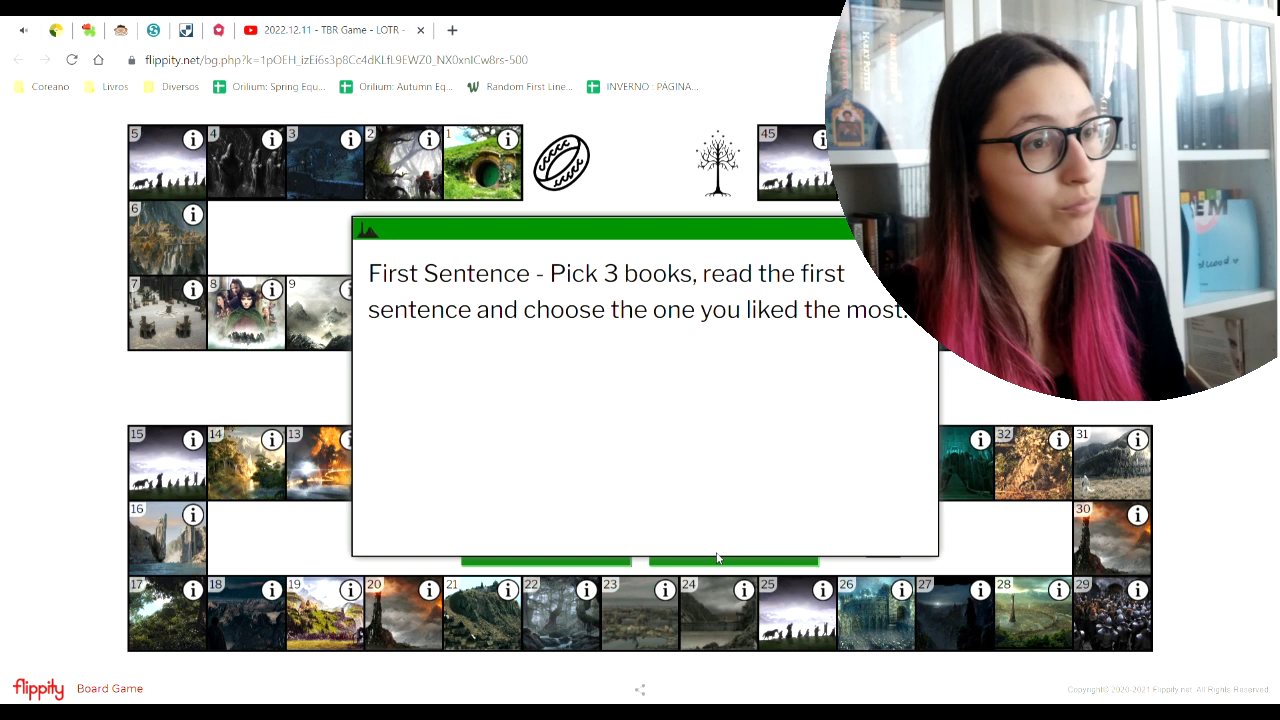 2022.12.11 - TBR Game - LOTR -
flippity.net/bg.php?k=1pOEH_izEi6s3p8Cc4dKLfL9EWZ0_NX0xnICw8rs-500
Coreano
Livros
Diversos
Orilium: Spring Equ...
Orilium: Autumn Eq...
Random First Line...
INVERNO : PÁGINA...
5 4 3 2 1 45
6
First Sentence - Pick 3 books, read the first
sentence and choose the one you liked the most.
7 8 9
15 14 13 32 31
16 30
17 18 19 20 21 22 23 24 25 26 27 28 29
flippity Board Game
Copyright© 2020-2021 Flippity.net. All Rights Reserved.